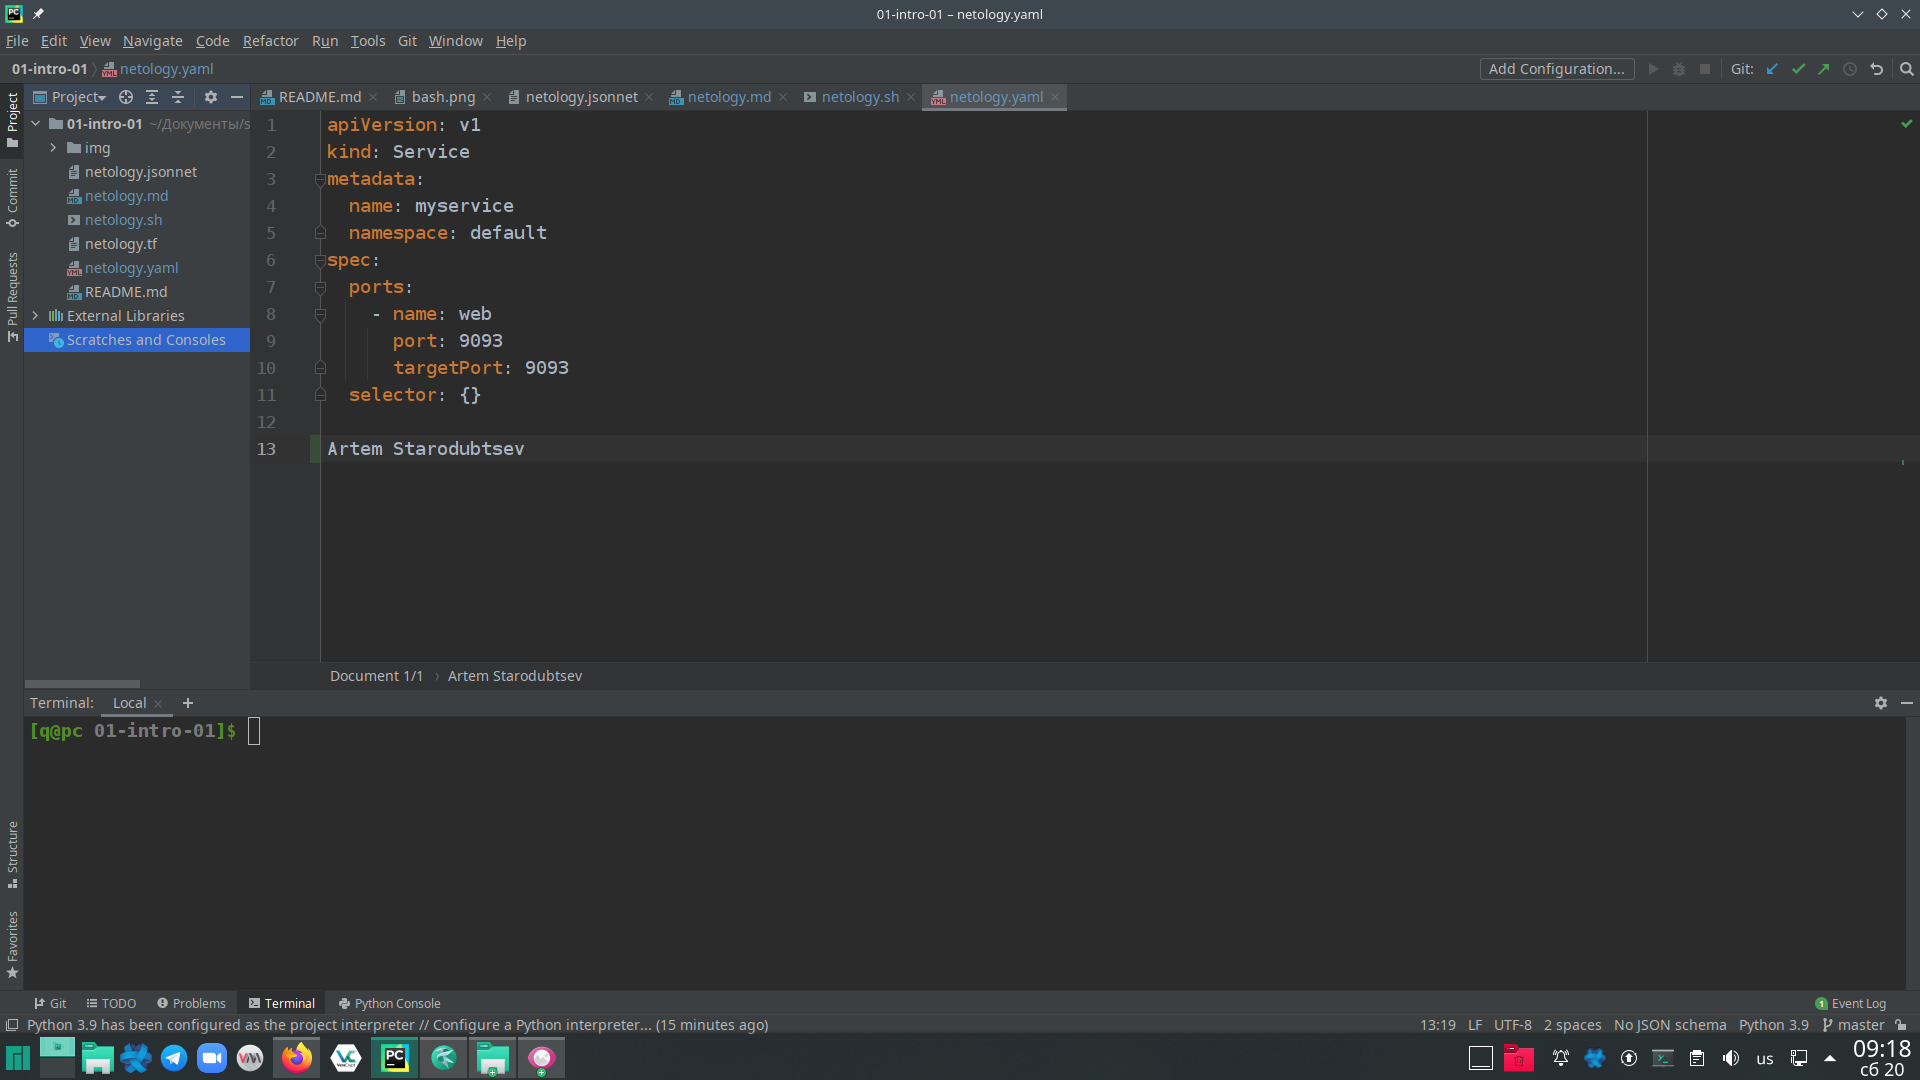 01-intro-01 – netology.yaml
File Edit View Navigate Code Refactor Run Tools Git Window Help
01-intro-01 netology.yaml Add Configuration... Git:
Project README.md bash.png netology.jsonnet netology.md netology.sh netology.yaml
01-intro-01 ~/Документы/s
img
netology.jsonnet
netology.md
netology.sh
netology.tf
netology.yaml
README.md
External Libraries
Scratches and Consoles
Project
Commit
Pull Requests
Structure
Favorites
1 apiVersion: v1
2 kind: Service
3 metadata:
4 name: myservice
5 namespace: default
6 spec:
7 ports:
8 - name: web
9 port: 9093
10 targetPort: 9093
11 selector: {}
12
13 Artem Starodubtsev
Document 1/1 › Artem Starodubtsev
Terminal: Local +
[q@pc 01-intro-01]$
Git TODO Problems Terminal Python Console 1 Event Log
Python 3.9 has been configured as the project interpreter // Configure a Python interpreter... (15 minutes ago) 13:19 LF UTF-8 2 spaces No JSON schema Python 3.9 master
us 09:18
сб 20